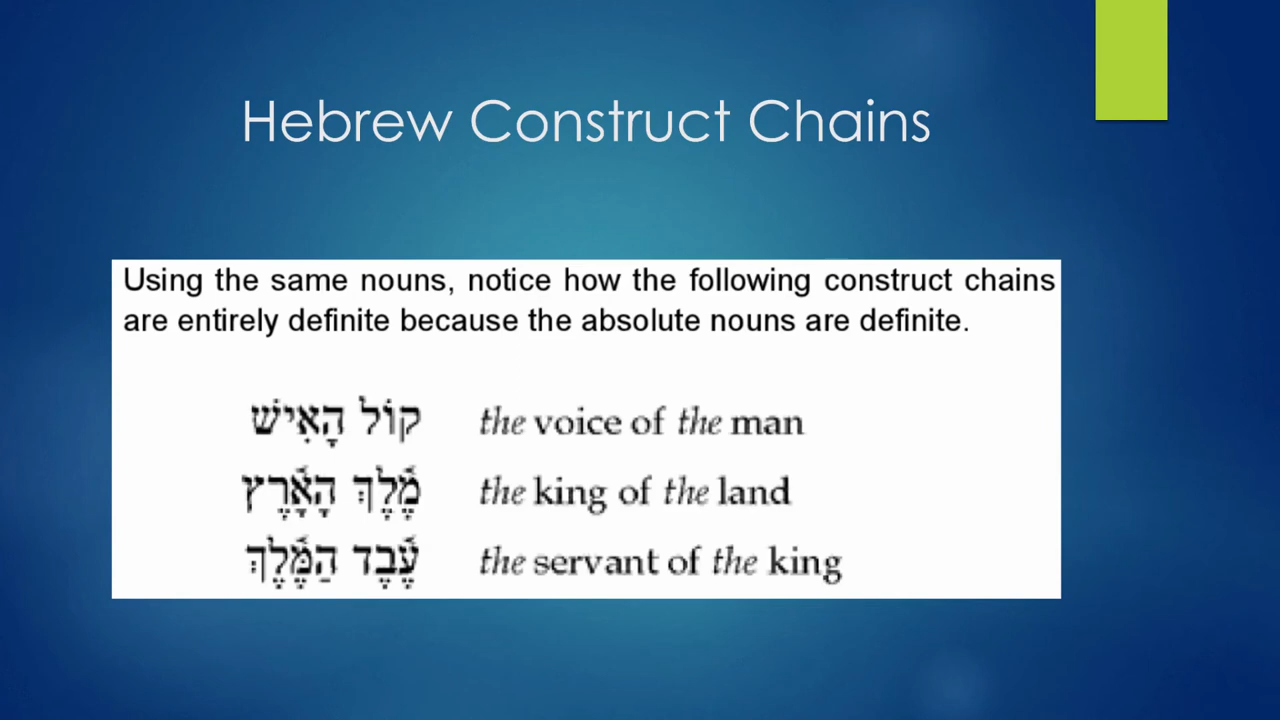 Hebrew Construct Chains
Using the same nouns, notice how the following construct chains
are entirely definite because the absolute nouns are definite.
קוֹל הָאִישׁ the voice of the man
מֶ֫לֶךְ הָאָ֫רֶץ the king of the land
עֶ֫בֶד הַמֶּ֫לֶךְ the servant of the king